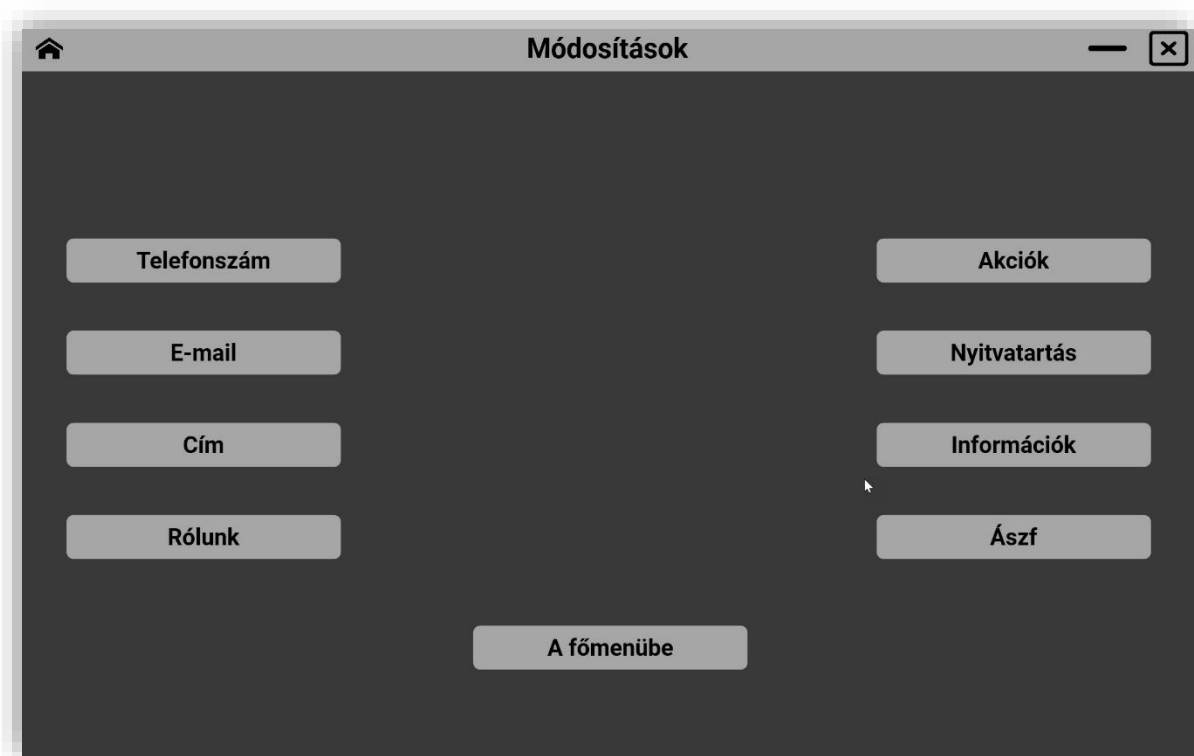 Módosítások
Telefonszám
E-mail
Cím
Rólunk
Akciók
Nyitvatartás
Információk
Ászf
A főmenübe